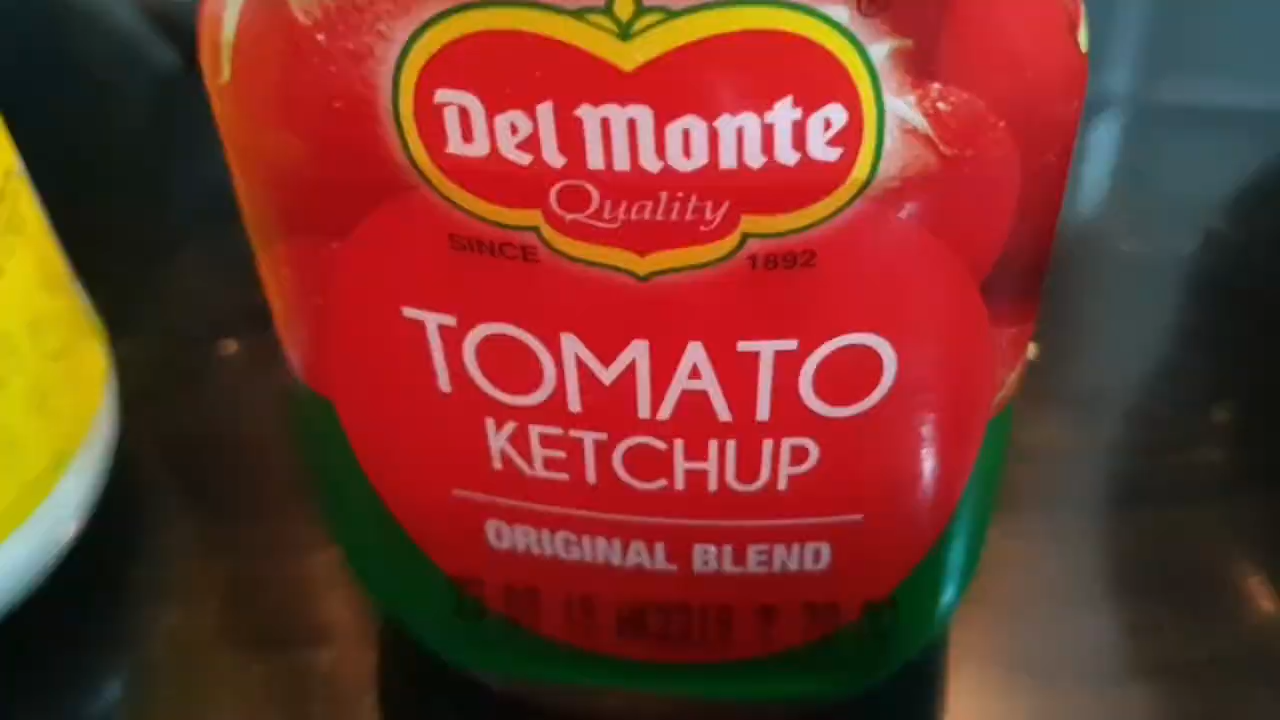 Del Monte
Quality
SINCE 1892
TOMATO
KETCHUP
ORIGINAL BLEND